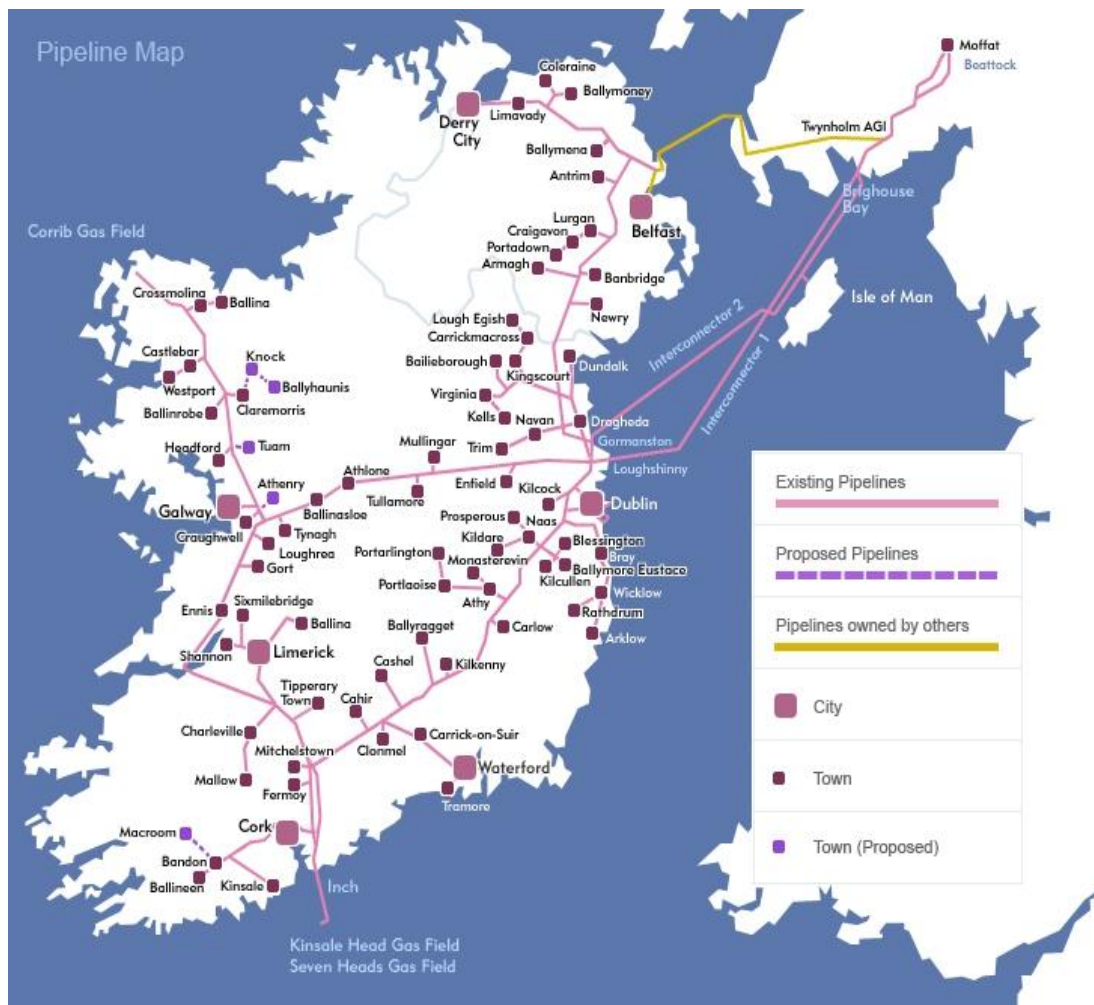 Pipeline Map
Moffat
Beattock
Coleraine
Ballymoney
Derry
City
Limavady
Twynholm AGI
Ballymena
Antrim
Brighouse
Bay
Belfast
Lurgan
Craigavon
Portadown
Armagh
Banbridge
Newry
Isle of Man
Interconnector 2
Interconnector 1
Corrib Gas Field
Crossmolina
Ballina
Castlebar
Westport
Knock
Ballyhaunis
Ballinrobe
Claremorris
Headford
Tuam
Athenry
Galway
Craughwell
Tynagh
Loughrea
Gort
Ballinasloe
Athlone
Mullingar
Tullamore
Lough Egish
Carrickmacross
Bailieborough
Kingscourt
Dundalk
Virginia
Kells
Navan
Drogheda
Trim
Gormanston
Loughshinny
Enfield
Kilcock
Dublin
Prosperous
Naas
Kildare
Blessington
Bray
Portarlington
Monasterevin
Ballymore Eustace
Kilcullen
Portlaoise
Athy
Wicklow
Rathdrum
Arklow
Carlow
Ennis
Sixmilebridge
Ballina
Shannon
Limerick
Ballyragget
Kilkenny
Cashel
Tipperary
Town
Cahir
Charleville
Mitchelstown
Clonmel
Carrick-on-Suir
Waterford
Tramore
Mallow
Fermoy
Macroom
Cork
Bandon
Ballineen
Kinsale
Inch
Kinsale Head Gas Field
Seven Heads Gas Field
Existing Pipelines
Proposed Pipelines
Pipelines owned by others
City
Town
Town (Proposed)